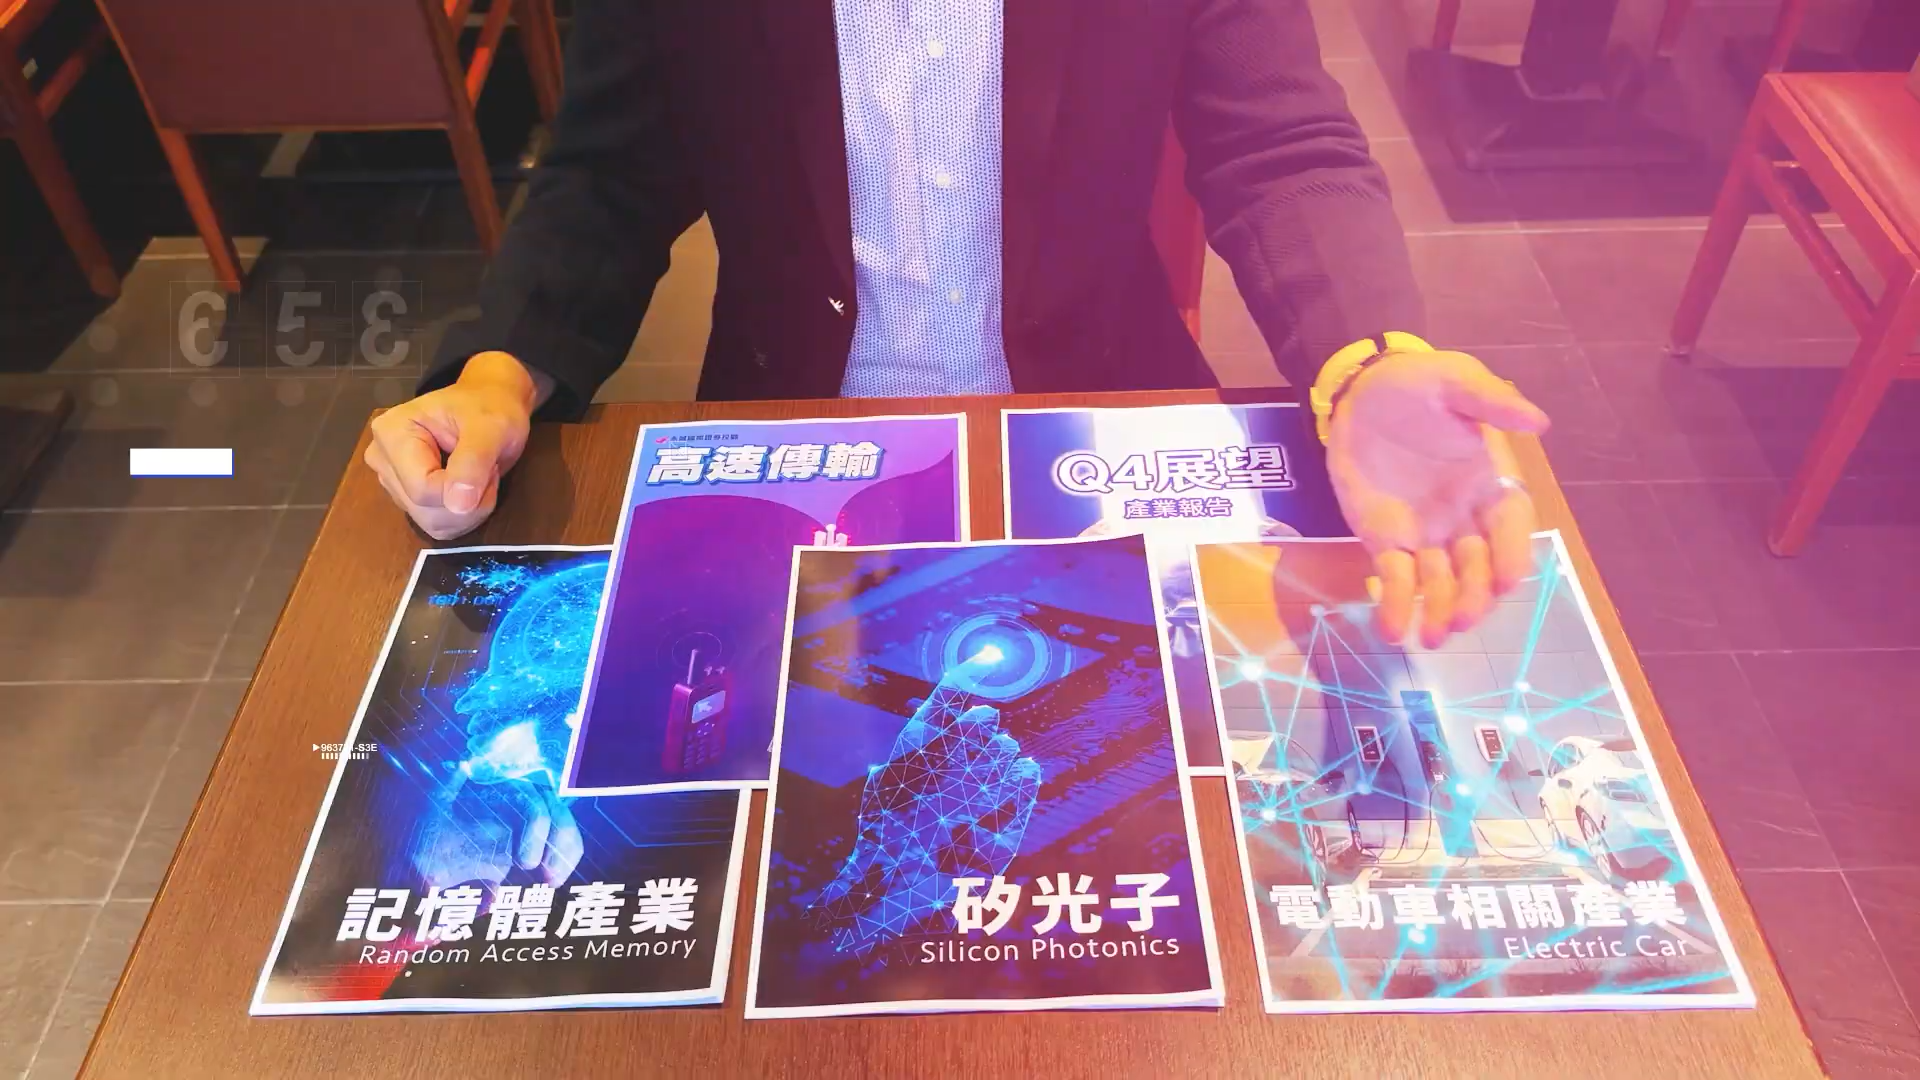 653
高速傳輸
Q4展望
產業報告
記憶體產業
Random Access Memory
矽光子
Silicon Photonics
電動車相關產業
Electric Car